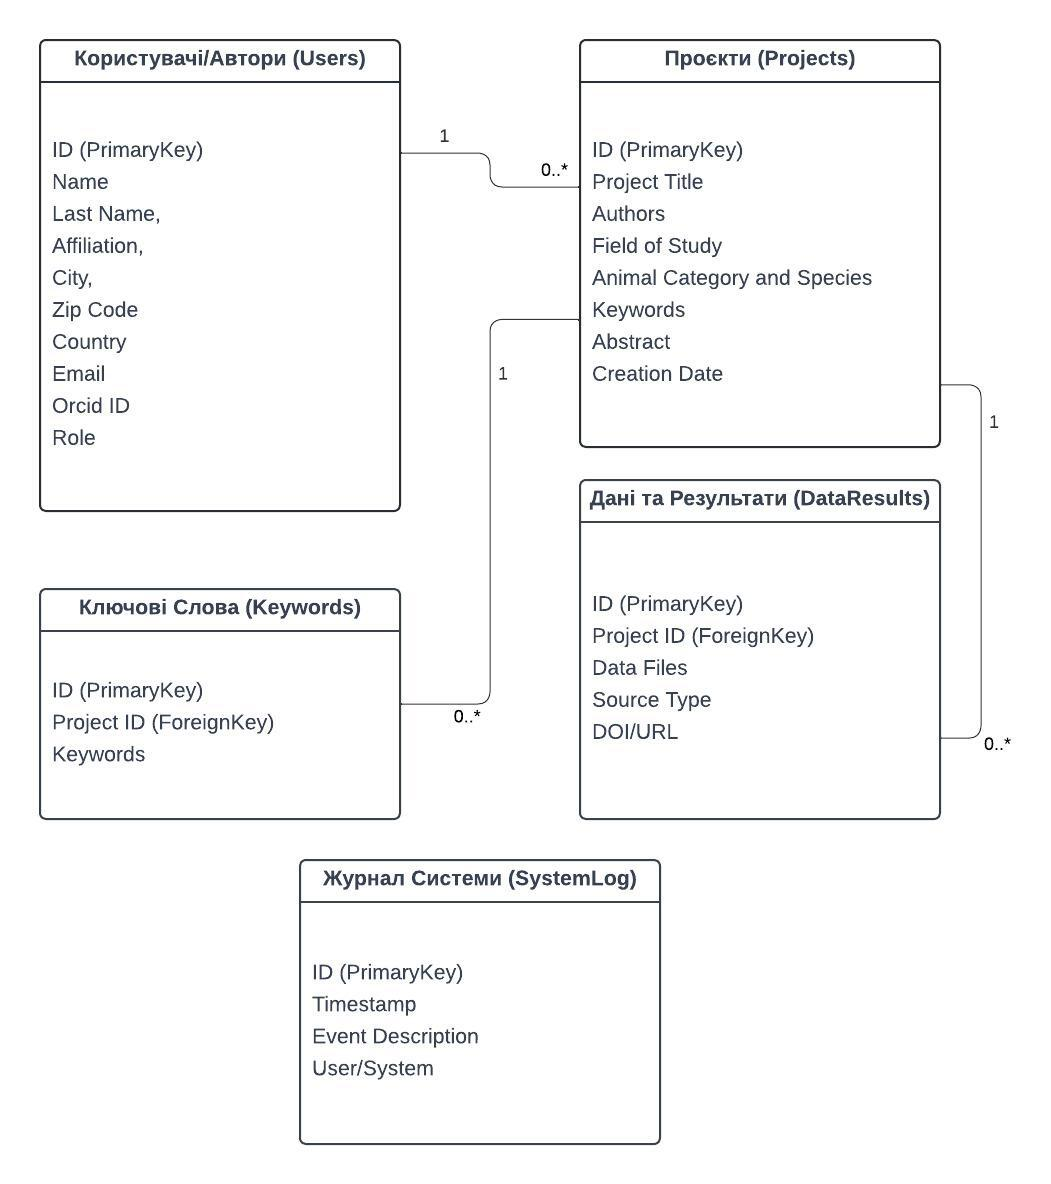 Користувачі/Автори (Users)
ID (PrimaryKey)
Name
Last Name,
Affiliation,
City,
Zip Code
Country
Email
Orcid ID
Role
1
0..*
Проєкти (Projects)
ID (PrimaryKey)
Project Title
Authors
Field of Study
Animal Category and Species
Keywords
Abstract
Creation Date
1
0..*
1
0..*
Ключові Слова (Keywords)
ID (PrimaryKey)
Project ID (ForeignKey)
Keywords
Дані та Результати (DataResults)
ID (PrimaryKey)
Project ID (ForeignKey)
Data Files
Source Type
DOI/URL
Журнал Системи (SystemLog)
ID (PrimaryKey)
Timestamp
Event Description
User/System